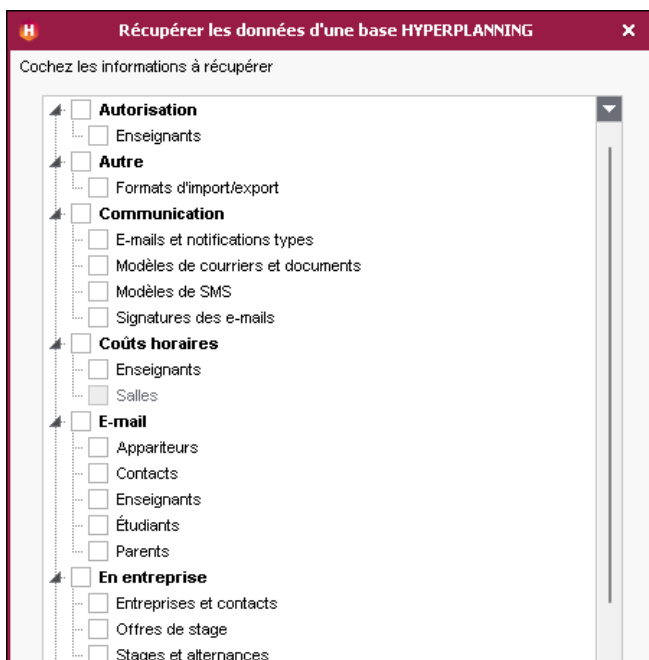 H
Récupérer les données d'une base HYPERPLANNING
Cochez les informations à récupérer
Autorisation
Enseignants
Autre
Formats d'import/export
Communication
E-mails et notifications types
Modèles de courriers et documents
Modèles de SMS
Signatures des e-mails
Coûts horaires
Enseignants
Salles
E-mail
Appariteurs
Contacts
Enseignants
Étudiants
Parents
En entreprise
Entreprises et contacts
Offres de stage
Stages et alternances